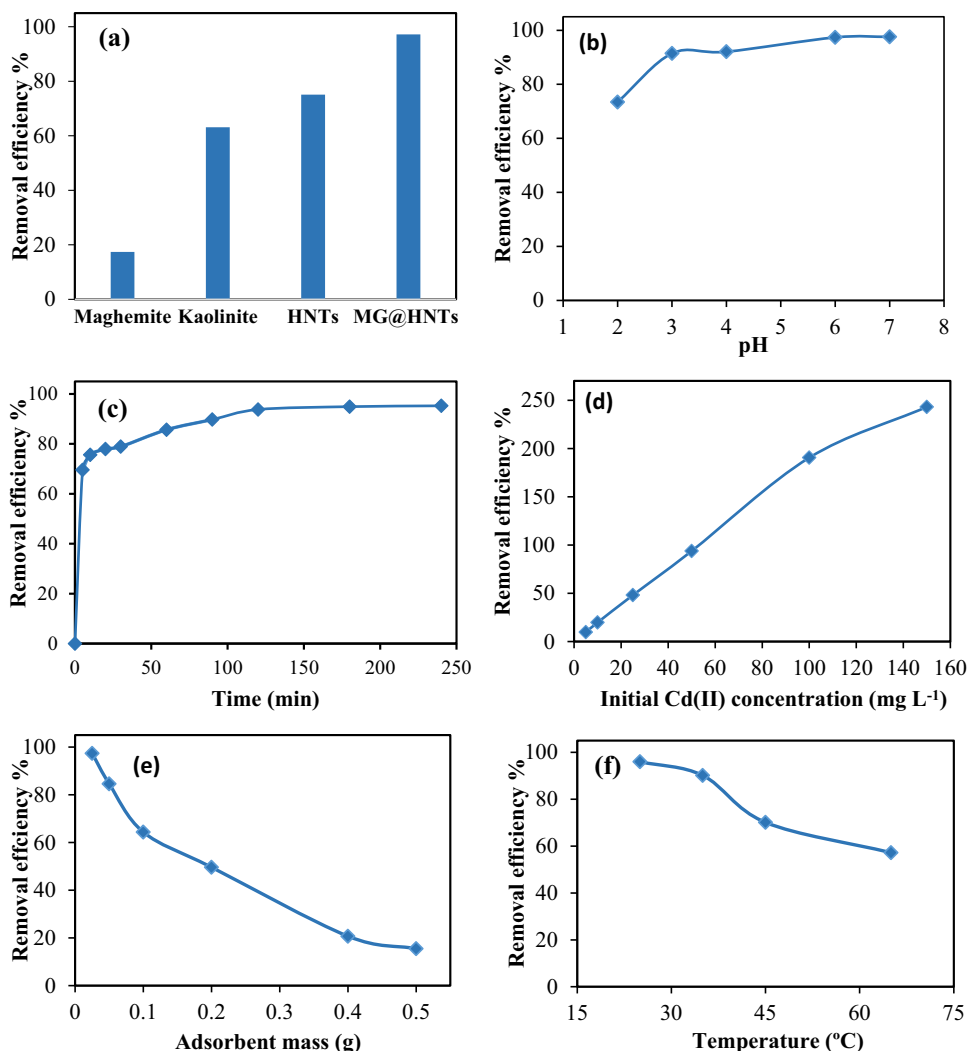 (a)
Removal efficiency %
100
80
60
40
20
0
Maghemite Kaolinite HNTs MG@HNTs
(b)
Removal efficiency %
100
80
60
40
20
0
1 2 3 4 5 6 7 8
pH
(c)
Removal efficiency %
100
80
60
40
20
0
0 50 100 150 200 250
Time (min)
(d)
Removal efficiency %
250
200
150
100
50
0
0 20 40 60 80 100 120 140 160
Initial Cd(II) concentration (mg L⁻¹)
(e)
Removal effciency %
100
80
60
40
20
0
0 0.1 0.2 0.3 0.4 0.5
Adsorbent mass (g)
(f)
Removal efficiency %
100
80
60
40
20
0
15 35 45 65 75
Temperature (ºC)